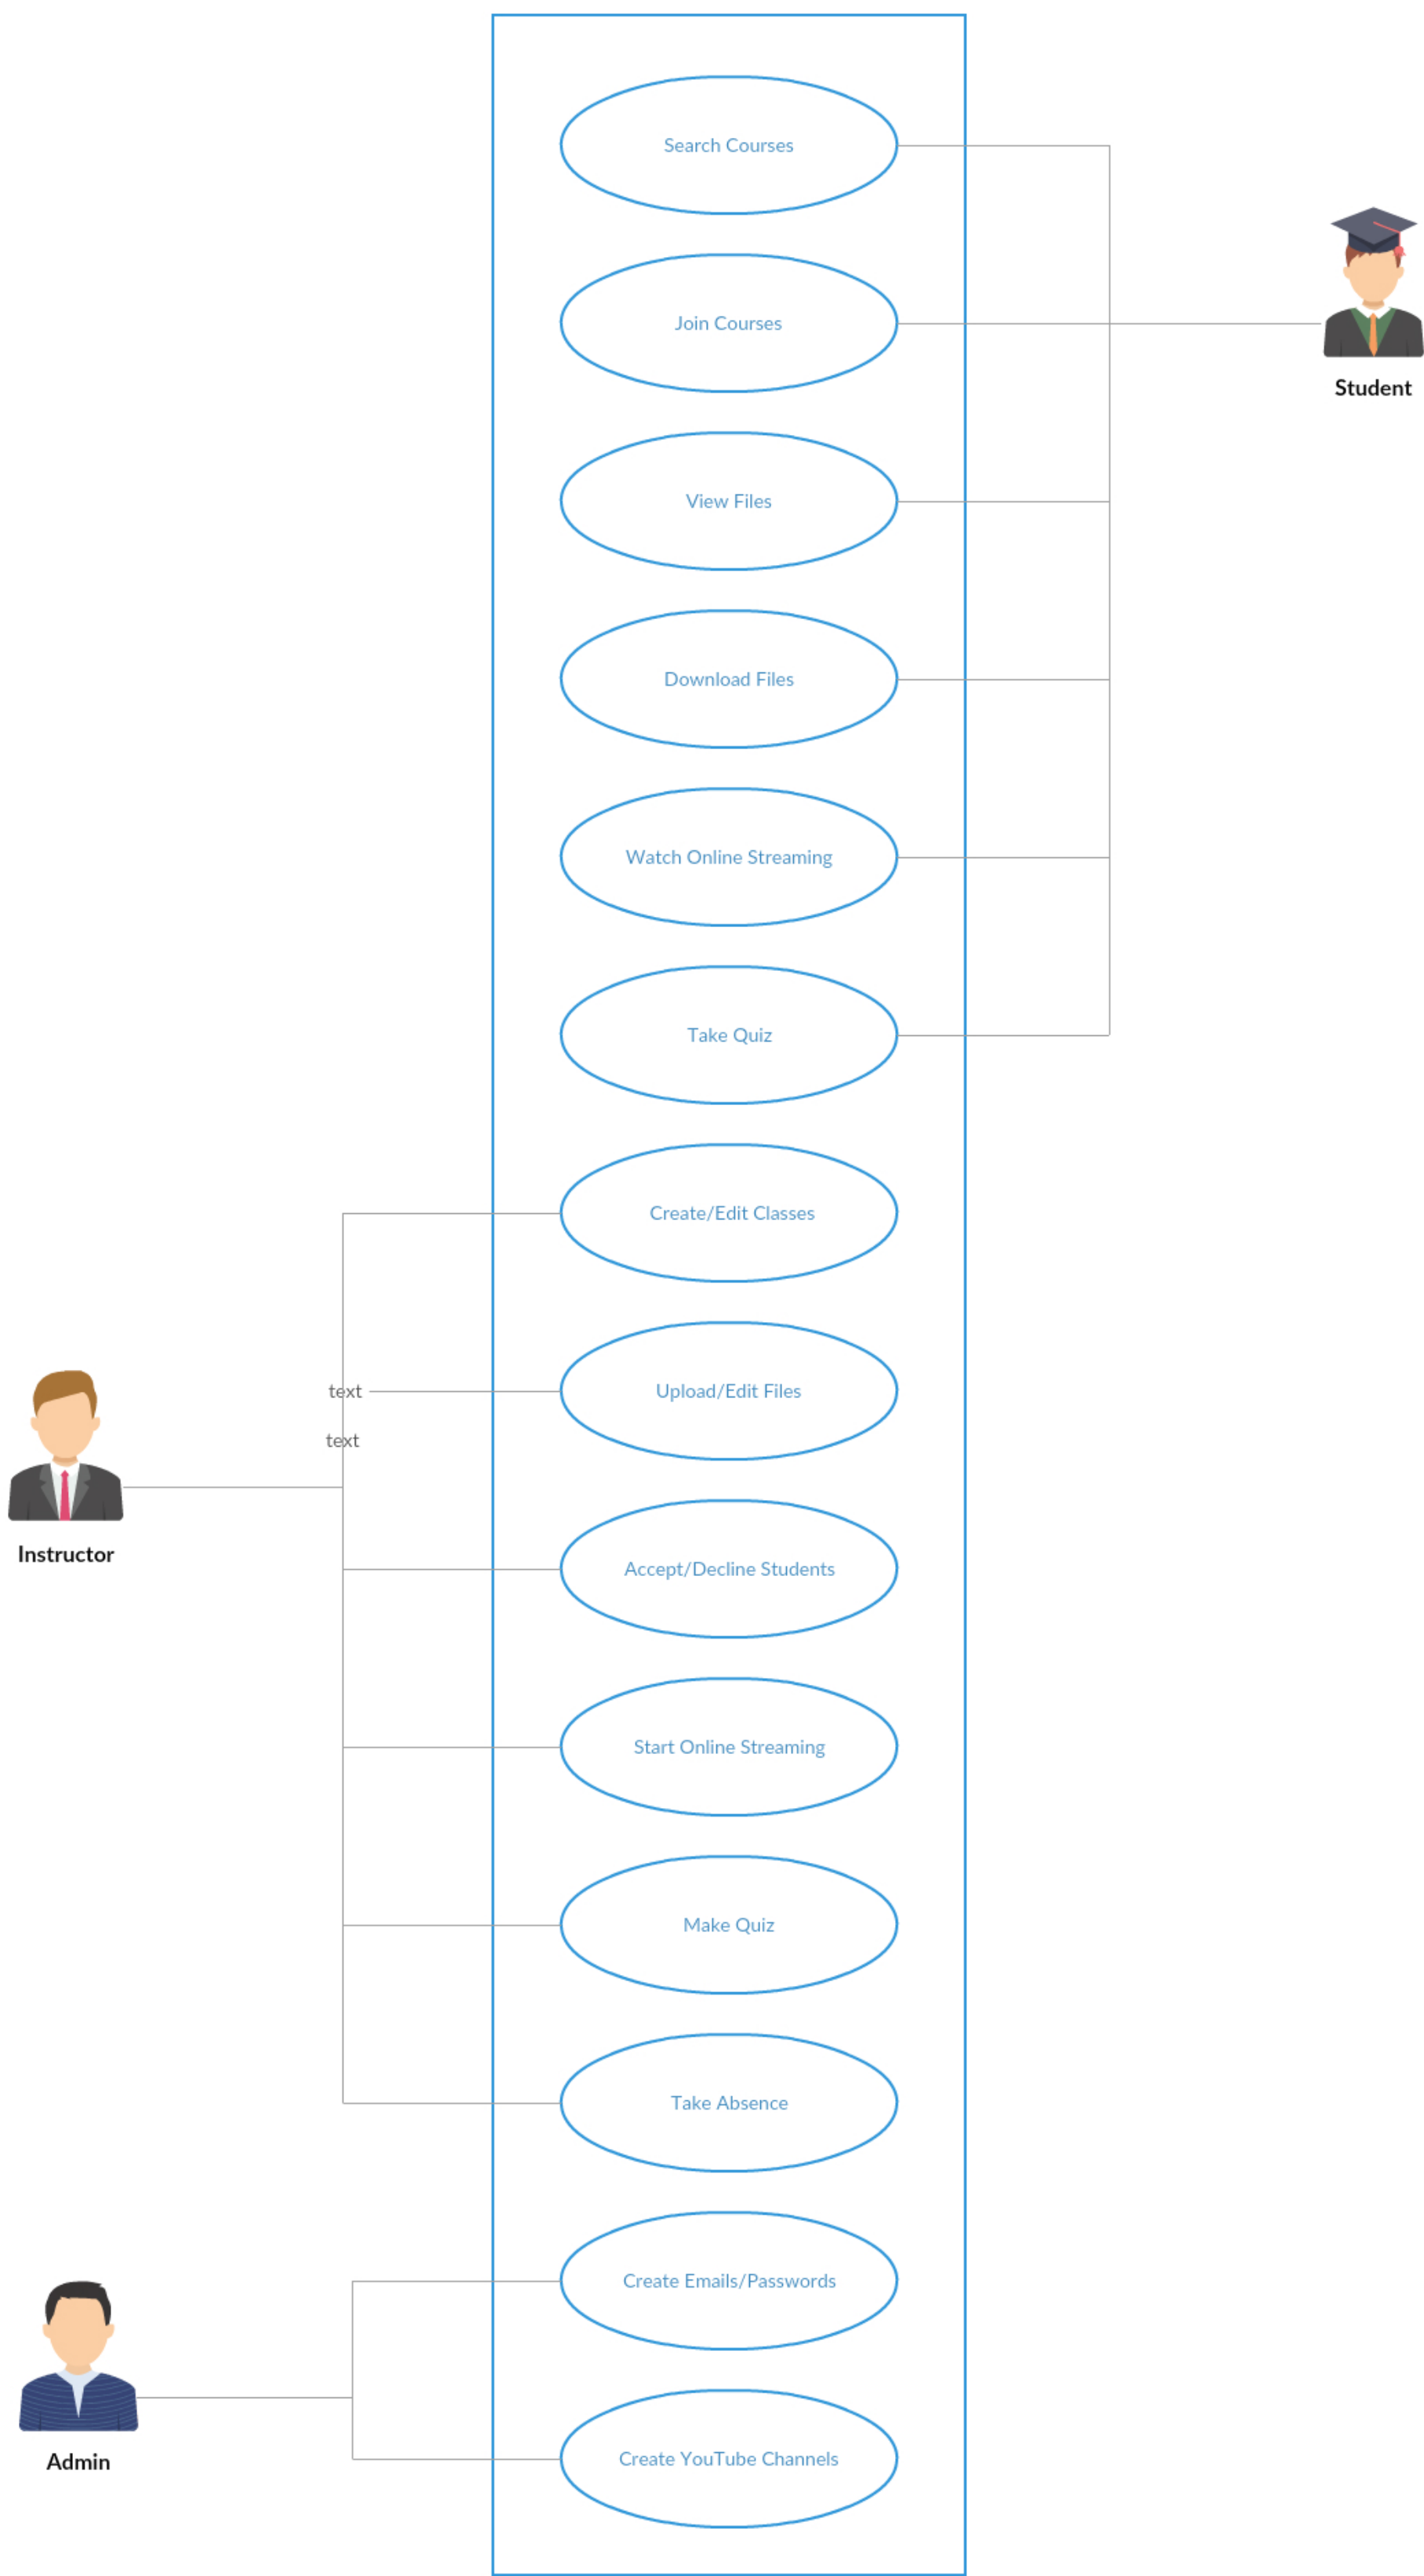 Search Courses
Join Courses
Student
View Files
Download Files
Watch Online Streaming
Take Quiz
Create/Edit Classes
text
Upload/Edit Files
text
Instructor
Accept/Decline Students
Start Online Streaming
Make Quiz
Take Absence
Create Emails/Passwords
Admin
Create YouTube Channels